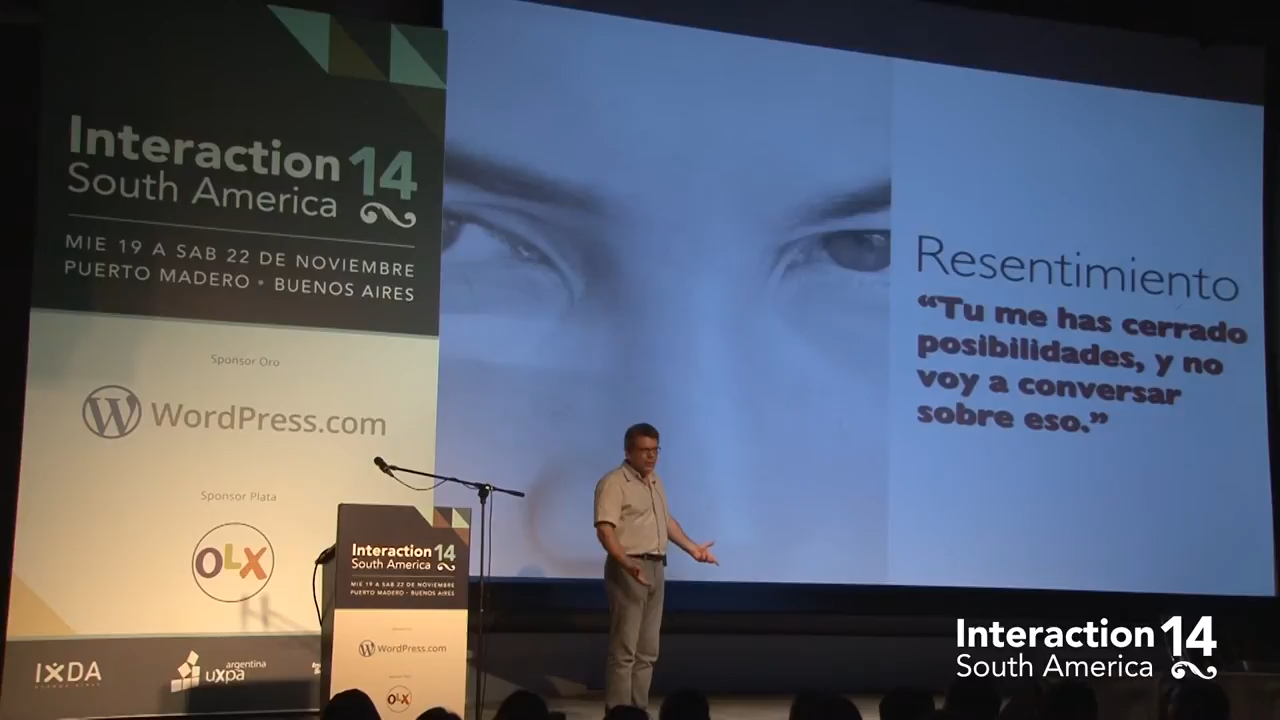 Interaction 14
South America
MIE 19 A SAB 22 DE NOVIEMBRE
PUERTO MADERO • BUENOS AIRES
Sponsor Oro
WordPress.com
Sponsor Plata
OLX
IXDA
BUENOS AIRES
argentina
uxpa
Interaction 14
South America
MIE 19 A SAB 22 DE NOVIEMBRE
PUERTO MADERO • BUENOS AIRES
WordPress.com
OLX
Resentimiento
“Tu me has cerrado
posibilidades, y no
voy a conversar
sobre eso.”
Interaction 14
South America